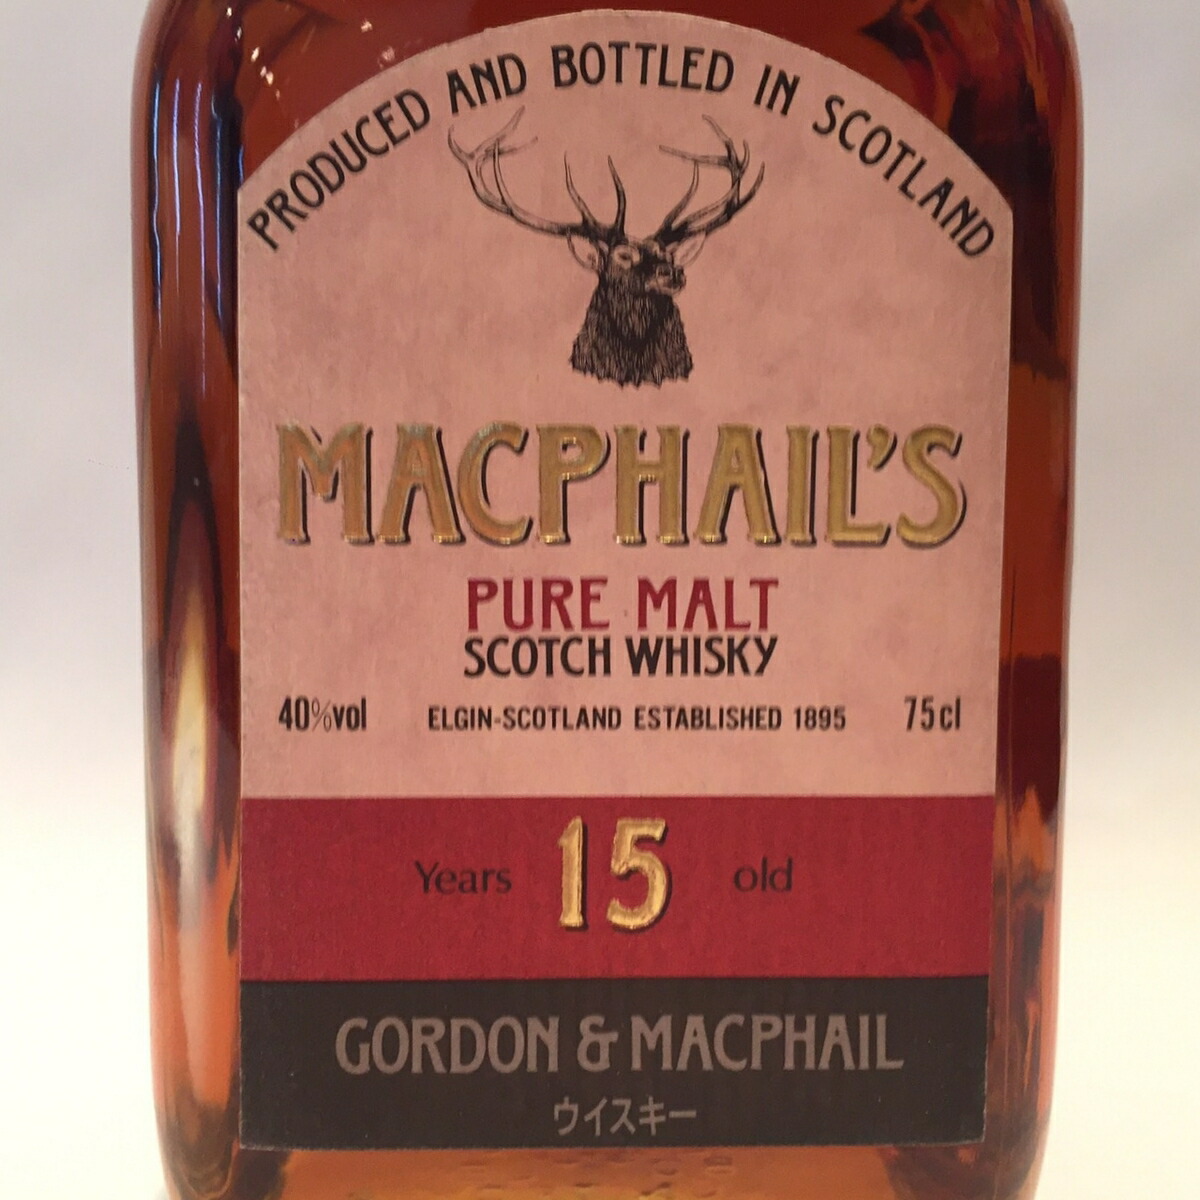 PRODUCED AND BOTTLED IN SCOTLAND
MACPHAIL'S
PURE MALT
SCOTCH WHISKY
40%vol ELGIN-SCOTLAND ESTABLISHED 1895 75cl
Years 15 old
GORDON & MACPHAIL
ウイスキー